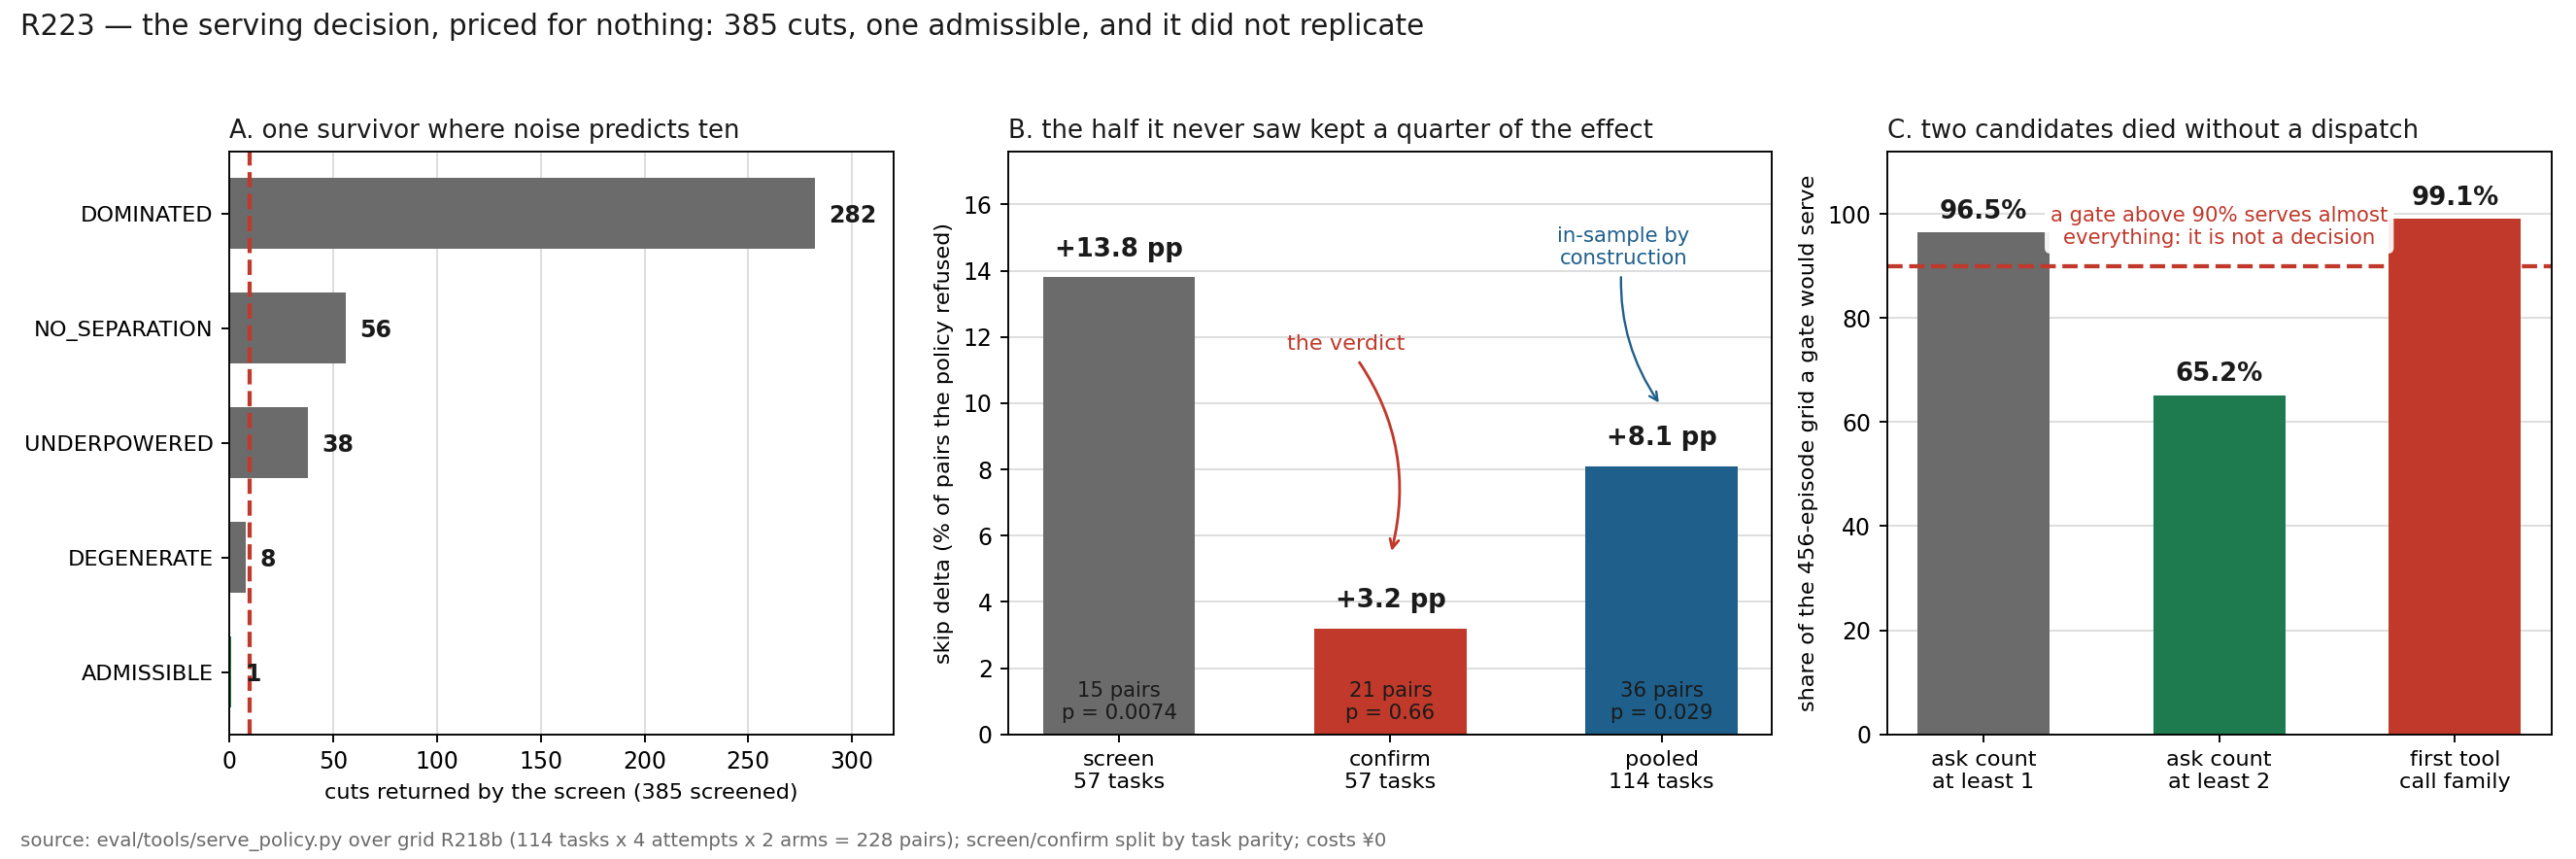 R223 — the serving decision, priced for nothing: 385 cuts, one admissible, and it did not replicate
A. one survivor where noise predicts ten
DOMINATED
NO_SEPARATION
UNDERPOWERED
DEGENERATE
ADMISSIBLE
282
56
38
8
1
0
50
100
150
200
250
300
cuts returned by the screen (385 screened)
B. the half it never saw kept a quarter of the effect
skip delta (% of pairs the policy refused)
16
14
12
10
8
6
4
2
0
+13.8 pp
the verdict
in-sample by
construction
+3.2 pp
+8.1 pp
15 pairs
p = 0.0074
21 pairs
p = 0.66
36 pairs
p = 0.029
screen
57 tasks
confirm
57 tasks
pooled
114 tasks
C. two candidates died without a dispatch
share of the 456-episode grid a gate would serve
100
80
60
40
20
0
96.5%
a gate above 90% serves almost
everything: it is not a decision
99.1%
65.2%
ask count
at least 1
ask count
at least 2
first tool
call family
source: eval/tools/serve_policy.py over grid R218b (114 tasks x 4 attempts x 2 arms = 228 pairs); screen/confirm split by task parity; costs ¥0